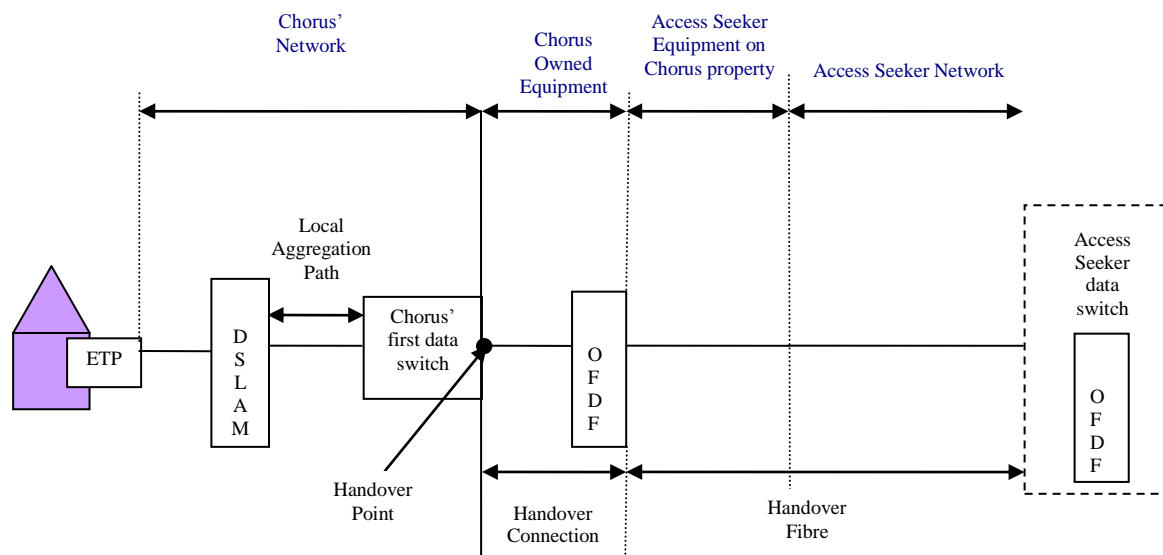 Chorus'
Network
Chorus
Owned
Equipment
Access Seeker
Equipment on
Chorus property
Access Seeker Network
Local
Aggregation
Path
ETP
D
S
L
A
M
Chorus'
first data
switch
O
F
D
F
Access
Seeker
data
switch
O
F
D
F
Handover
Point
Handover
Connection
Handover
Fibre